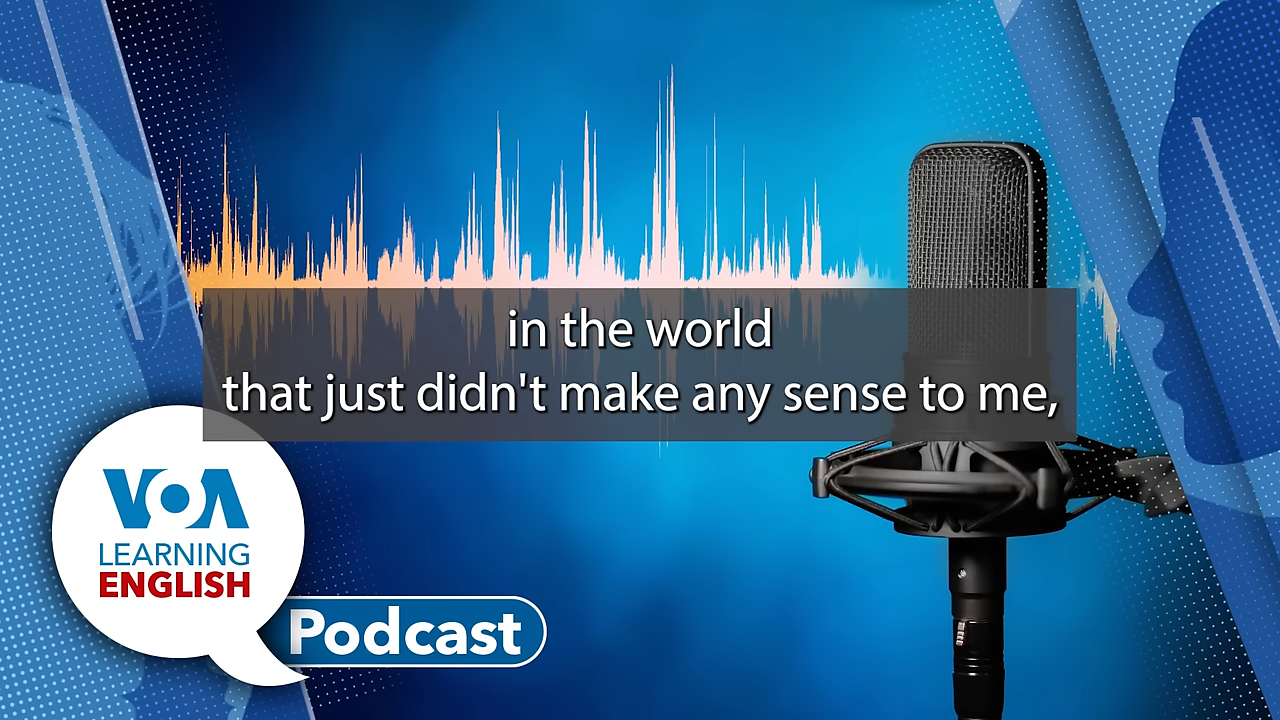 in the world
that just didn't make any sense to me,
VOA
LEARNING
ENGLISH
Podcast